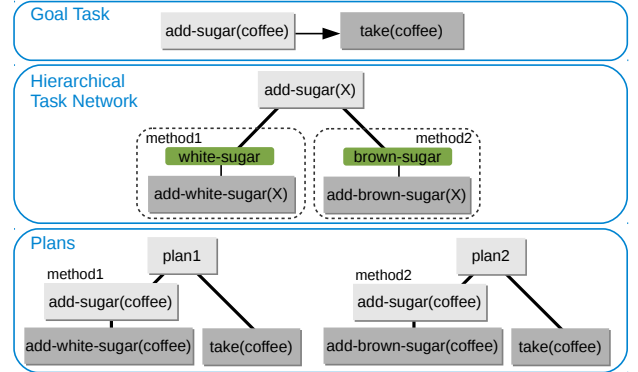 Goal Task
add-sugar(coffee)
take(coffee)
Hierarchical
Task Network
add-sugar(X)
method1
method2
white-sugar
brown-sugar
add-white-sugar(X)
add-brown-sugar(X)
Plans
plan1
plan2
method1
method2
add-sugar(coffee)
add-sugar(coffee)
add-white-sugar(coffee)
take(coffee)
add-brown-sugar(coffee)
take(coffee)